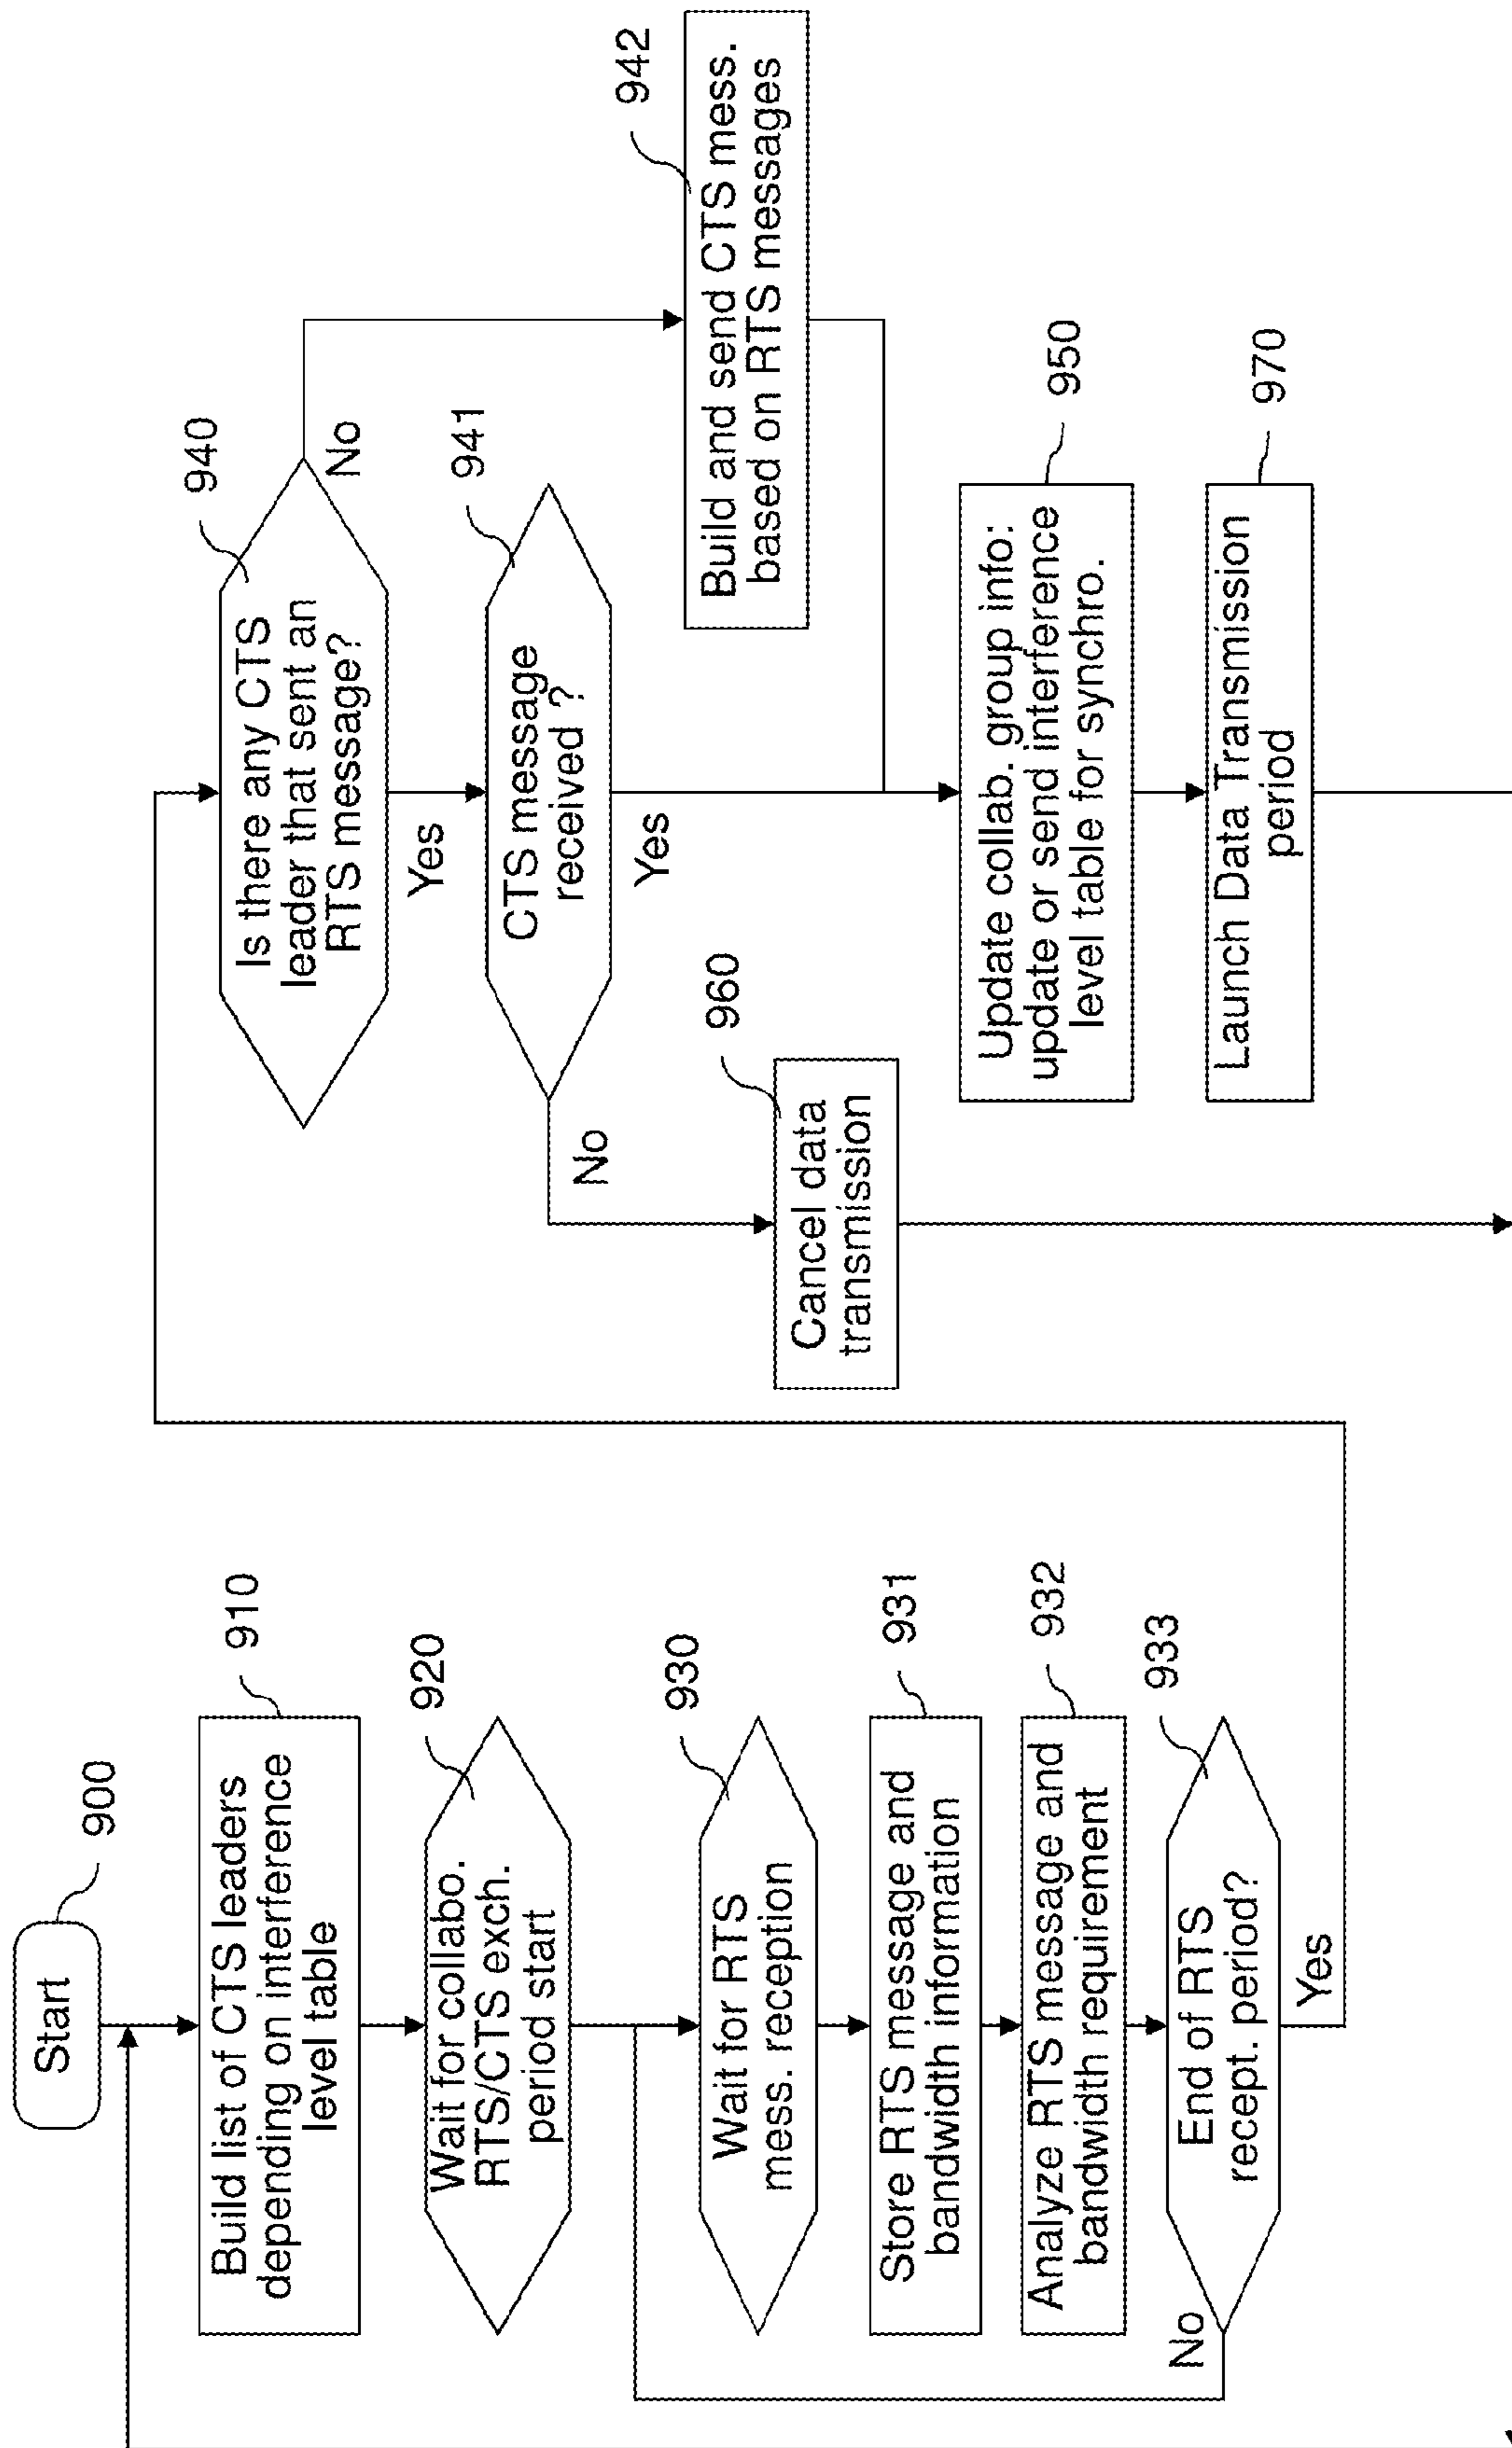 Start
900
Build list of CTS leaders
depending on interference
level table
910
Wait for collabo.
RTS/CTS exch.
period start
920
Wait for RTS
mess. reception
930
Store RTS message and
bandwidth information
931
Analyze RTS message and
bandwidth requirement
932
End of RTS
recept. period?
933
No
Yes
Is there any CTS
leader that sent an
RTS message?
940
No
Yes
CTS message
received ?
941
No
Yes
Build and send CTS mess.
based on RTS messages
942
Cancel data
transmission
960
Update collab. group info:
update or send interference
level table for synchro.
950
Launch Data Transmission
period
970